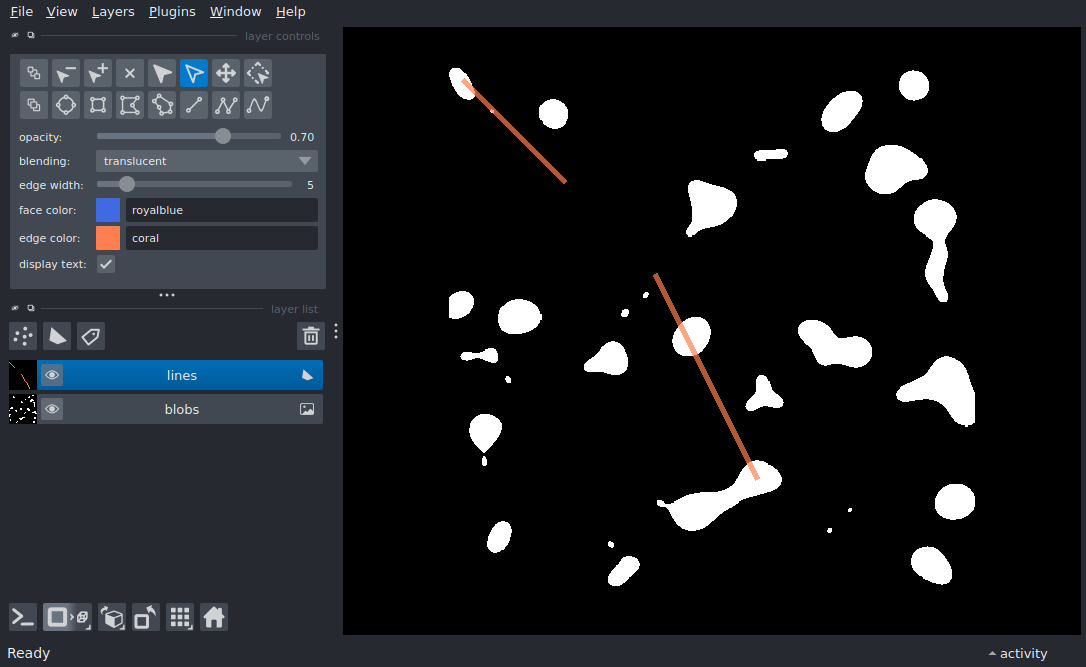 File View Layers Plugins Window Help
layer controls
opacity: 0.70
blending: translucent
edge width: 5
face color: royalblue
edge color: coral
display text:
layer list
lines
blobs
Ready
activity